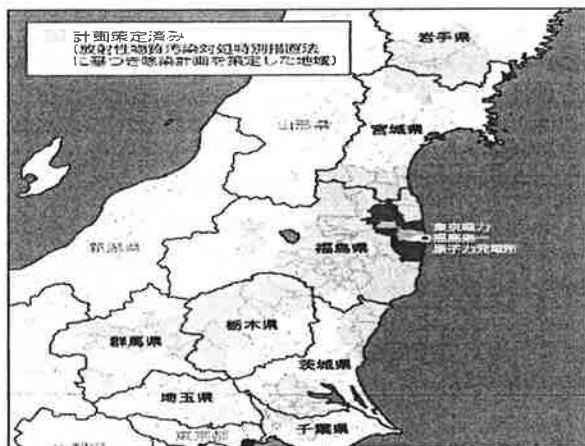 計画策定済み
(放射性物質汚染対処特別措置法
に基づき除染計画を策定した地域)
岩手県
山形県
宮城県
新潟県
福島県
東京電力
福島第一
原子力発電所
栃木県
群馬県
茨城県
埼玉県
東京都
千葉県